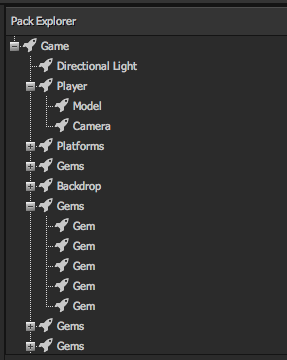 Pack Explorer
Game
Directional Light
Player
Model
Camera
Platforms
Gems
Backdrop
Gems
Gem
Gem
Gem
Gem
Gem
Gems
Gems